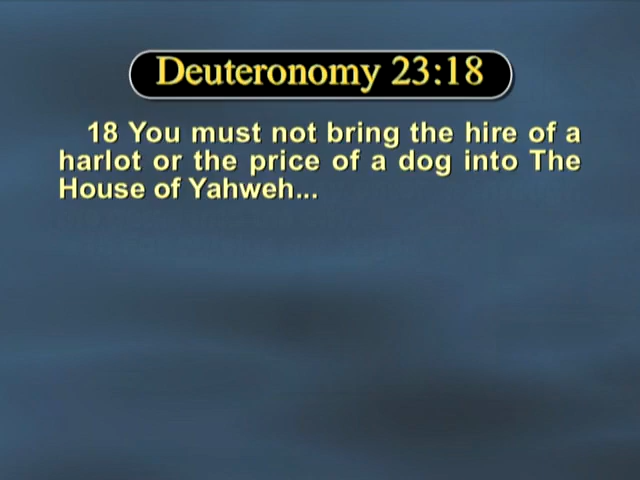 Deuteronomy 23:18
18 You must not bring the hire of a
harlot or the price of a dog into The
House of Yahweh...